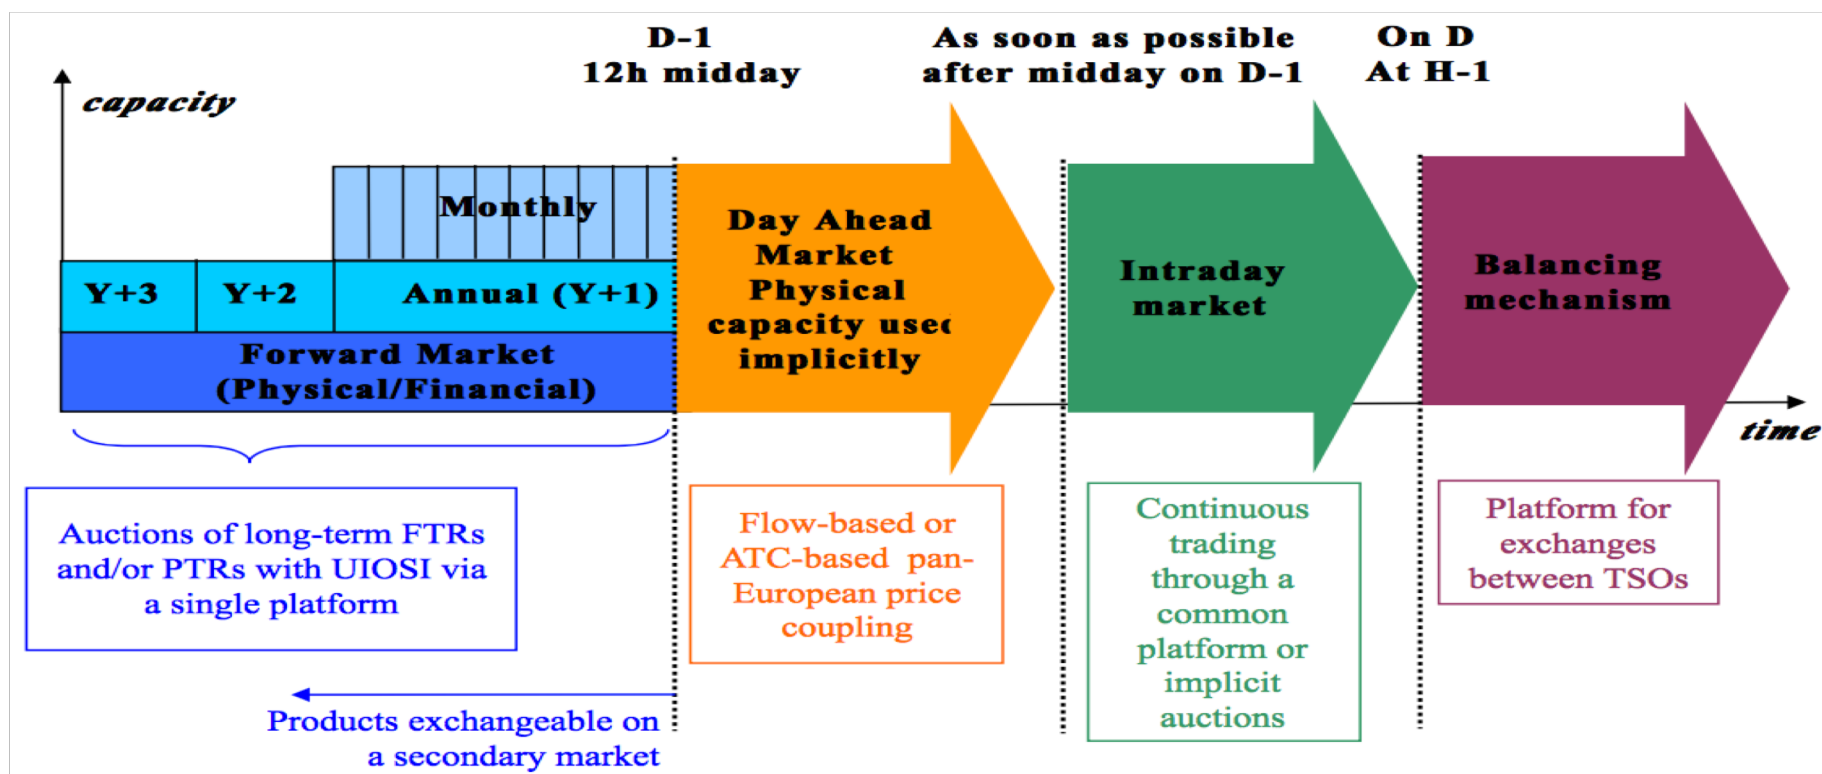 D-1
12h midday
As soon as possible
after midday on D-1
On D
At H-1
capacity
Monthly
Y+3
Y+2
Annual (Y+1)
Forward Market
(Physical/Financial)
Day Ahead
Market
Physical
capacity used
implicitly
Intraday
market
Balancing
mechanism
time
Auctions of long-term FTRs
and/or PTRs with UIOSI via
a single platform
Flow-based or
ATC-based pan-
European price
coupling
Continuous
trading
through a
common
platform or
implicit
auctions
Platform for
exchanges
between TSOs
Products exchangeable on
a secondary market